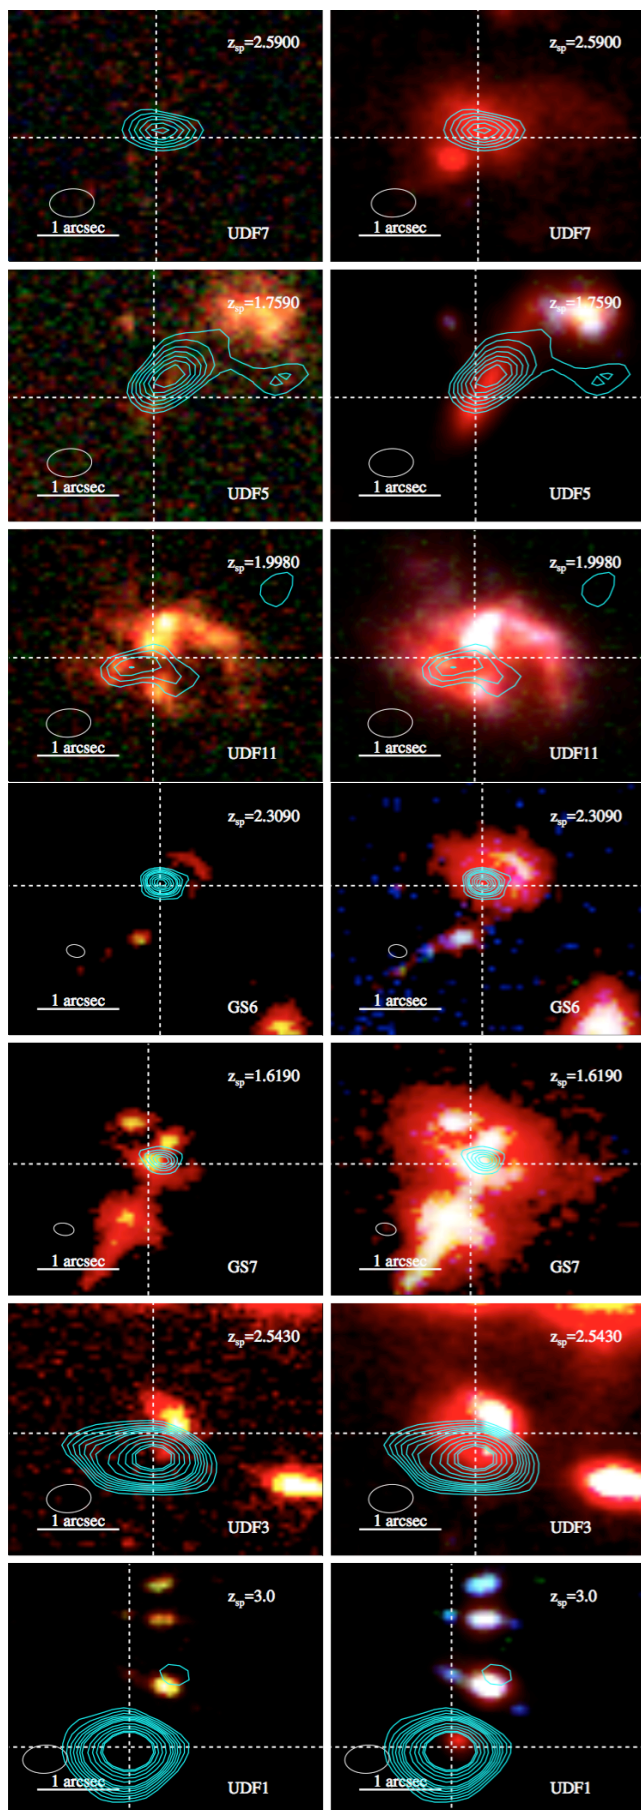 z_sp=2.5900 z_sp=2.5900
1 arcsec UDF7 1 arcsec UDF7
z_sp=1.7590 z_sp=1.7590
1 arcsec UDF5 1 arcsec UDF5
z_sp=1.9980 z_sp=1.9980
1 arcsec UDF11 1 arcsec UDF11
z_sp=2.3090 z_sp=2.3090
1 arcsec GS6 1 arcsec GS6
z_sp=1.6190 z_sp=1.6190
1 arcsec GS7 1 arcsec GS7
z_sp=2.5430 z_sp=2.5430
1 arcsec UDF3 1 arcsec UDF3
z_sp=3.0 z_sp=3.0
1 arcsec UDF1 1 arcsec UDF1